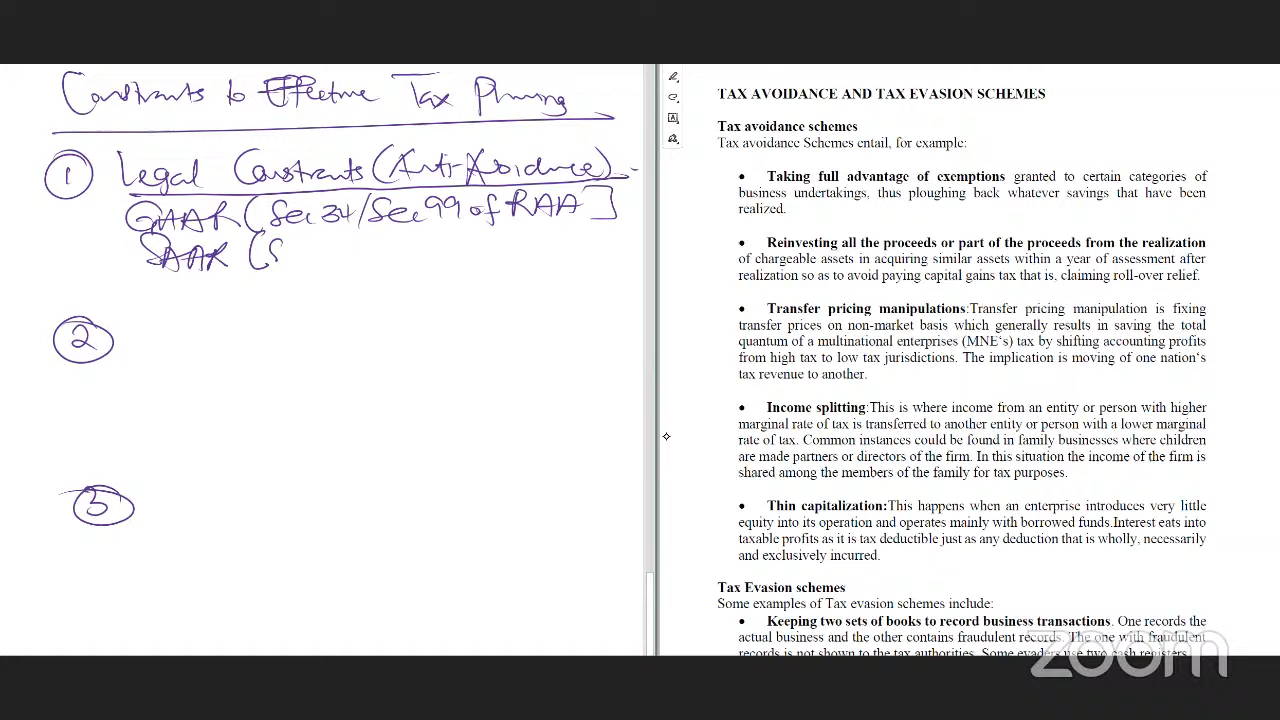 Constraints to Effective Tax Planning
1 Legal Constraints (Anti-Avoidance)
GAAR (Sec 34/Sec 99 of RAA]
SAAR (S
2
3
TAX AVOIDANCE AND TAX EVASION SCHEMES
Tax avoidance schemes
Tax avoidance Schemes entail, for example:
• Taking full advantage of exemptions granted to certain categories of
business undertakings, thus ploughing back whatever savings that have been
realized.
• Reinvesting all the proceeds or part of the proceeds from the realization
of chargeable assets in acquiring similar assets within a year of assessment after
realization so as to avoid paying capital gains tax that is, claiming roll-over relief.
• Transfer pricing manipulations:Transfer pricing manipulation is fixing
transfer prices on non-market basis which generally results in saving the total
quantum of a multinational enterprises (MNE's) tax by shifting accounting profits
from high tax to low tax jurisdictions. The implication is moving of one nation's
tax revenue to another.
• Income splitting:This is where income from an entity or person with higher
marginal rate of tax is transferred to another entity or person with a lower marginal
rate of tax. Common instances could be found in family businesses where children
are made partners or directors of the firm. In this situation the income of the firm is
shared among the members of the family for tax purposes.
• Thin capitalization:This happens when an enterprise introduces very little
equity into its operation and operates mainly with borrowed funds.Interest eats into
taxable profits as it is tax deductible just as any deduction that is wholly, necessarily
and exclusively incurred.
Tax Evasion schemes
Some examples of Tax evasion schemes include:
• Keeping two sets of books to record business transactions. One records the
actual business and the other contains fraudulent records. The one with fraudulent
records is not shown to the tax authorities. Some evaders use two cash registers
zoom